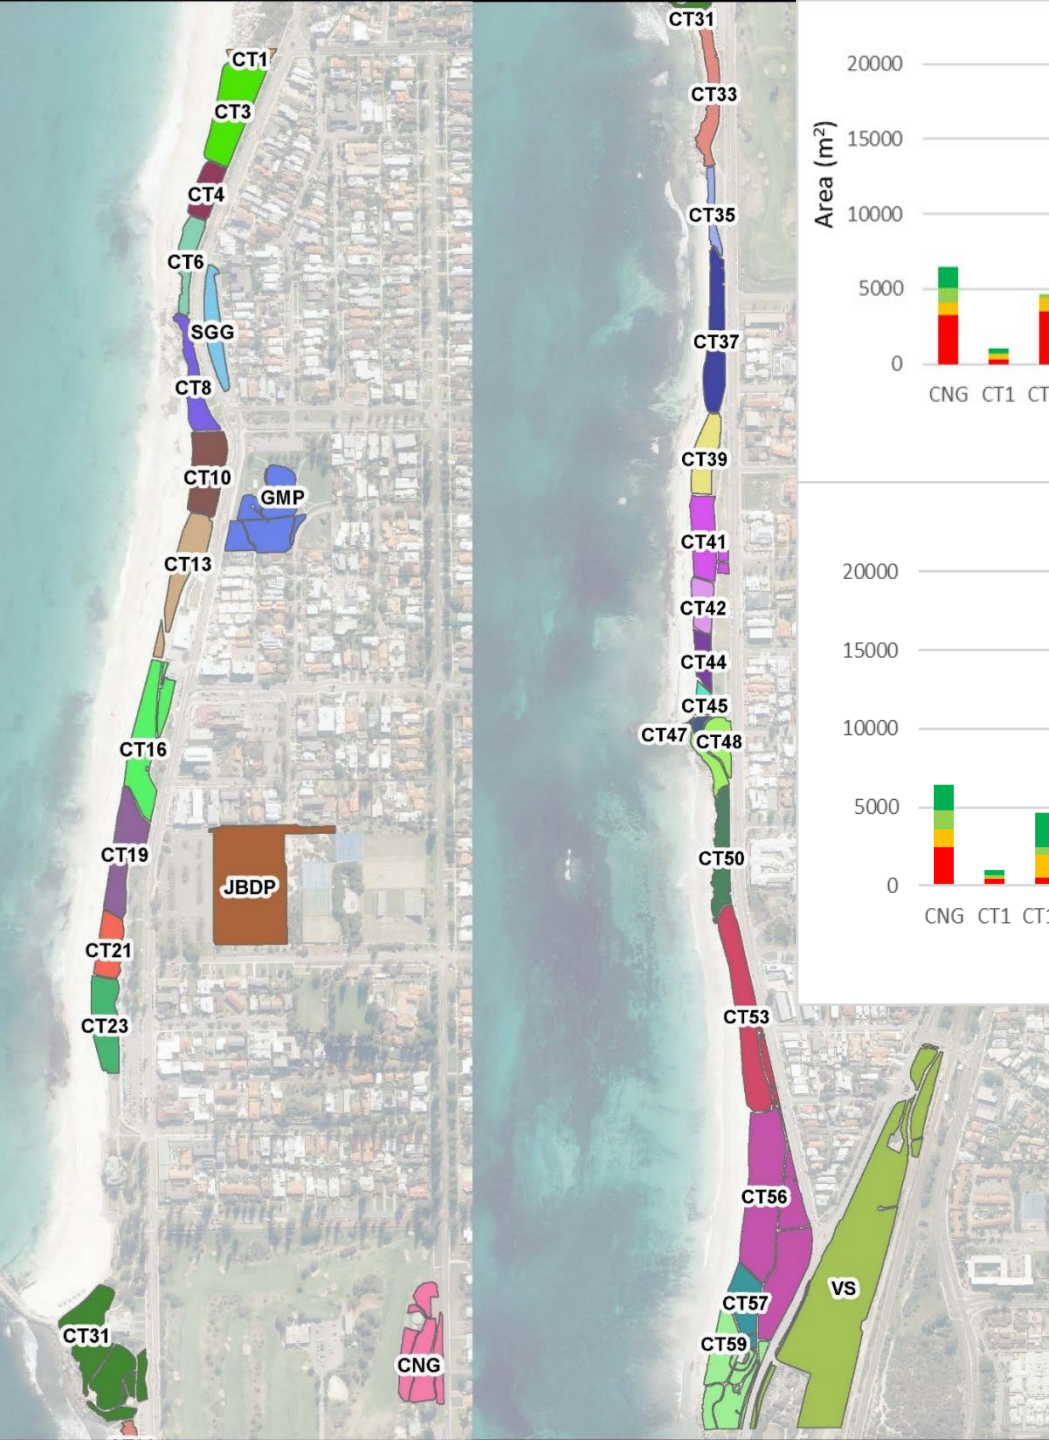 CT1
CT3
CT4
CT6
SGG
CT8
CT10
GMP
CT13
CT16
CT19
JBDP
CT21
CT23
CT31
CNG
CT31
CT33
CT35
CT37
CT39
CT41
CT42
CT44
CT45
CT47
CT48
CT50
CT53
CT56
CT57
CT59
VS
Area (m²)
20000
15000
10000
5000
0
CNG CT1 CT
20000
15000
10000
5000
0
CNG CT1 CT1